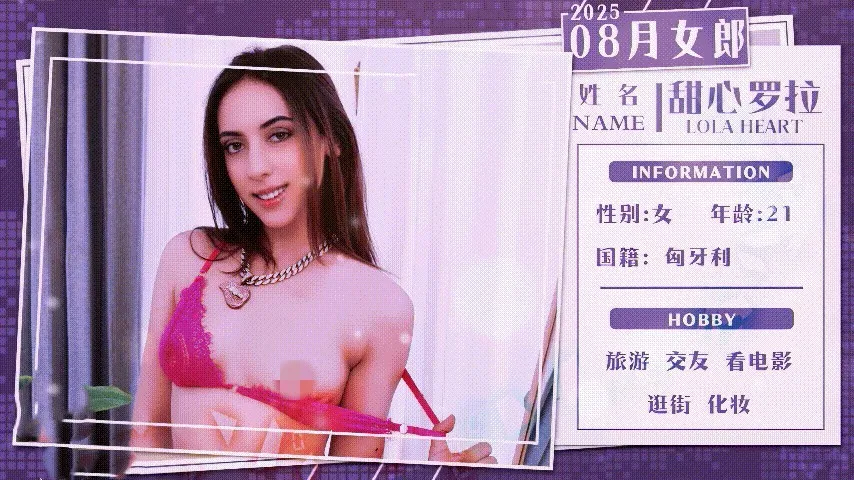 2025
08月女郎
姓名
NAME
甜心罗拉
LOLA HEART
INFORMATION
性别:女 年龄:21
国籍: 匈牙利
HOBBY
旅游 交友 看电影
逛街 化妆